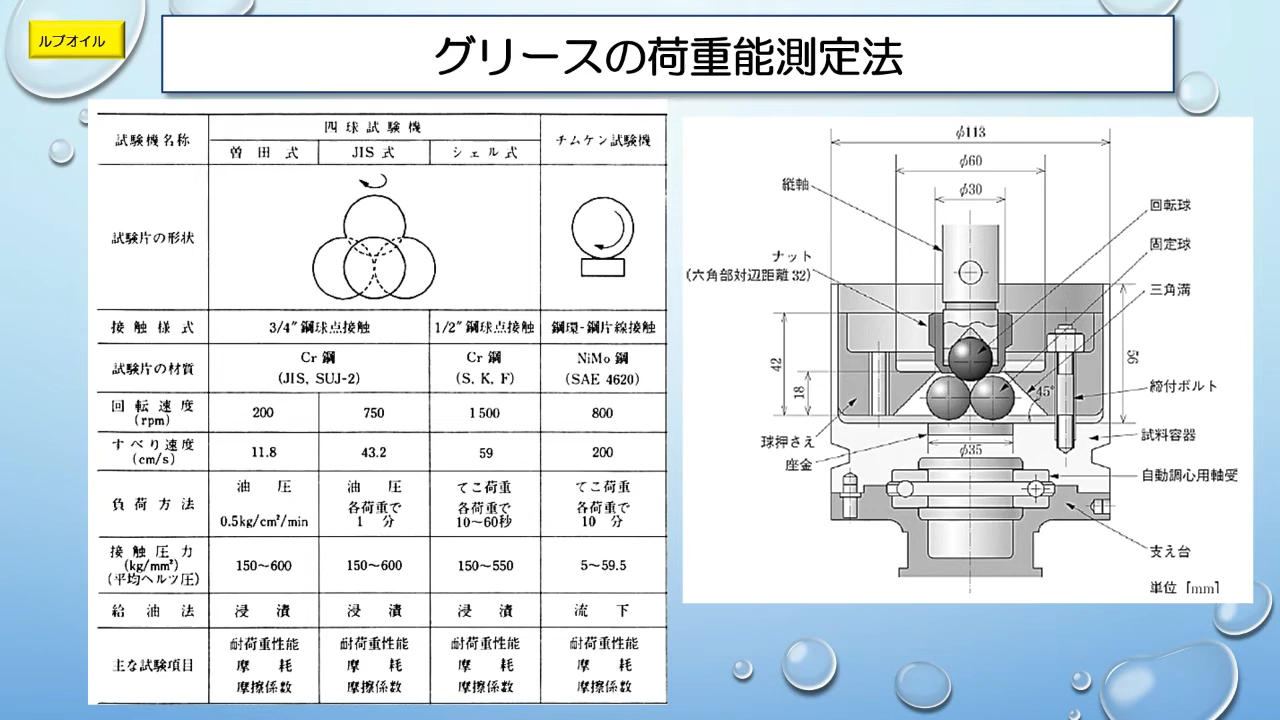 ルブオイル
グリースの荷重能測定法
試験機名称 四球試験機 チムケン試験機
曽田式 JIS式 シェル式
試験片の形状
接触様式 3/4″鋼球点接触 1/2″鋼球点接触 鋼環-鋼片線接触
試験片の材質 Cr鋼 Cr鋼 NiMo鋼
(JIS, SUJ-2) (S. K. F) (SAE 4620)
回転速度 200 750 1500 800
(rpm)
すべり速度 11.8 43.2 59 200
(cm/s)
負荷方法 油圧 油圧 てこ荷重 てこ荷重
0.5kg/cm²/min 各荷重で 各荷重で 各荷重で
1分 10～60秒 10分
接触圧力
(kg/mm²) 150～600 150～600 150～550 5～59.5
(平均ヘルツ圧)
給油法 浸漬 浸漬 浸漬 流下
主な試験項目 耐荷重性能 耐荷重性能 耐荷重性能 耐荷重性能
摩耗 摩耗 摩耗 摩耗
摩擦係数 摩擦係数 摩擦係数 摩擦係数
φ113
φ60
φ30
縦軸
回転球
固定球
ナット
(六角部対辺距離32)
三角溝
42
18
56
45°
締付ボルト
球押さえ
試料容器
座金
φ35
自動調心用軸受
支え台
単位 [mm]